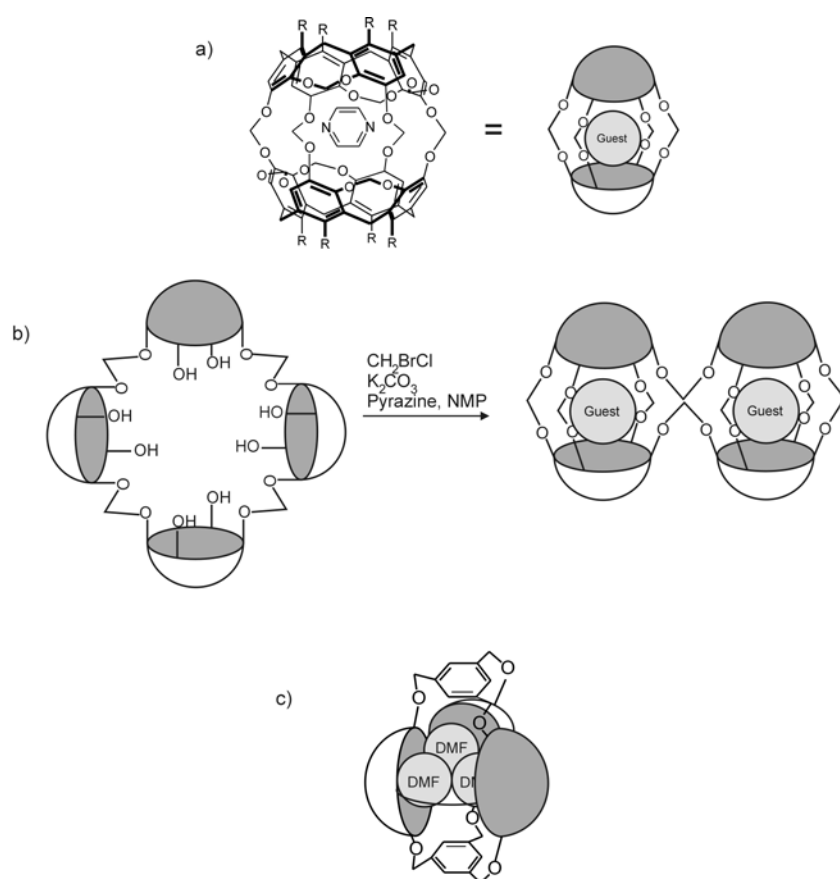 a)
R R R R
O O O O
O O O O
N N
O O O O
O O O O
R R R R
=
O O
O O
Guest
O O
O O
b)
O O
OH OH
O O
OH HO
OH HO
O O
OH
OH
O O
CH2BrCl
K2CO3
Pyrazine, NMP
O O O O
O O O O
Guest Guest
O O O O
O O O O
c)
O
O O
DMF
DMF
O
O O